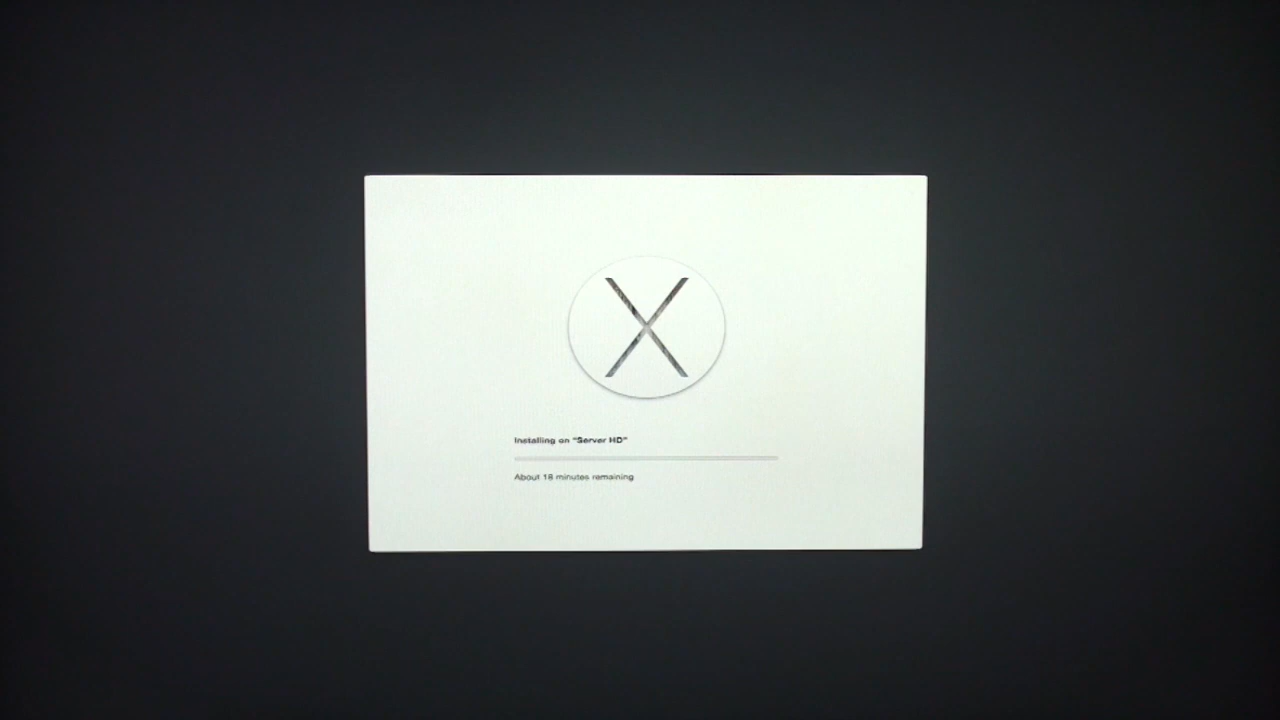 X
Installing on “Server HD”
About 18 minutes remaining